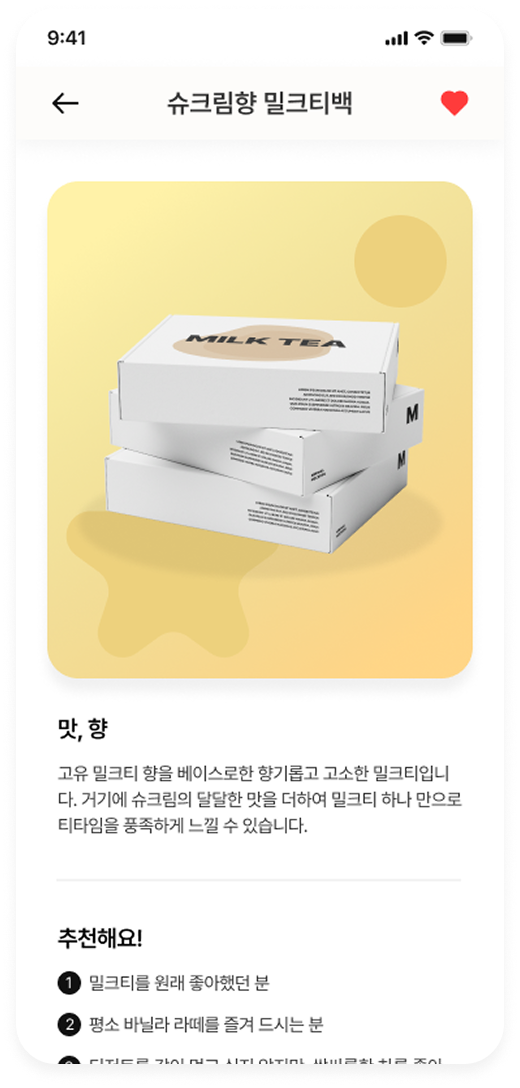 9:41
슈크림향 밀크티백
MILK TEA
M
M
맛, 향
고유 밀크티 향을 베이스로한 향기롭고 고소한 밀크티입니
다. 거기에 슈크림의 달달한 맛을 더하여 밀크티 하나 만으로
티타임을 풍족하게 느낄 수 있습니다.
추천해요!
1 밀크티를 원래 좋아했던 분
2 평소 바닐라 라떼를 즐겨 드시는 분